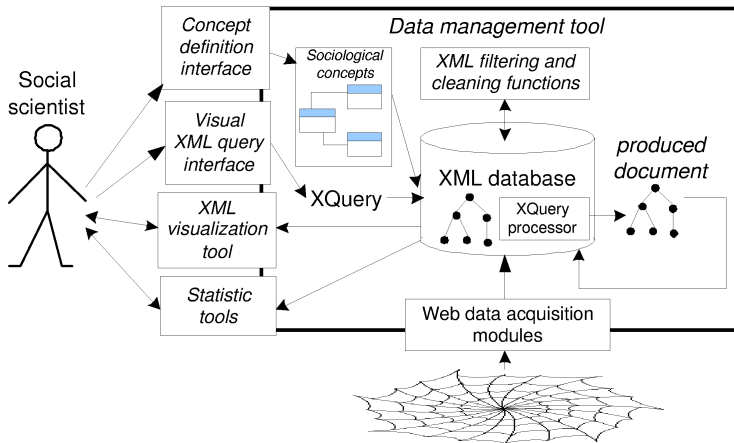 Data management tool
Social
scientist
Concept
definition
interface
Sociological
concepts
XML filtering and
cleaning functions
Visual
XML query
interface
XQuery
XML database
XQuery
processor
produced
document
XML
visualization
tool
Statistic
tools
Web data acquisition
modules